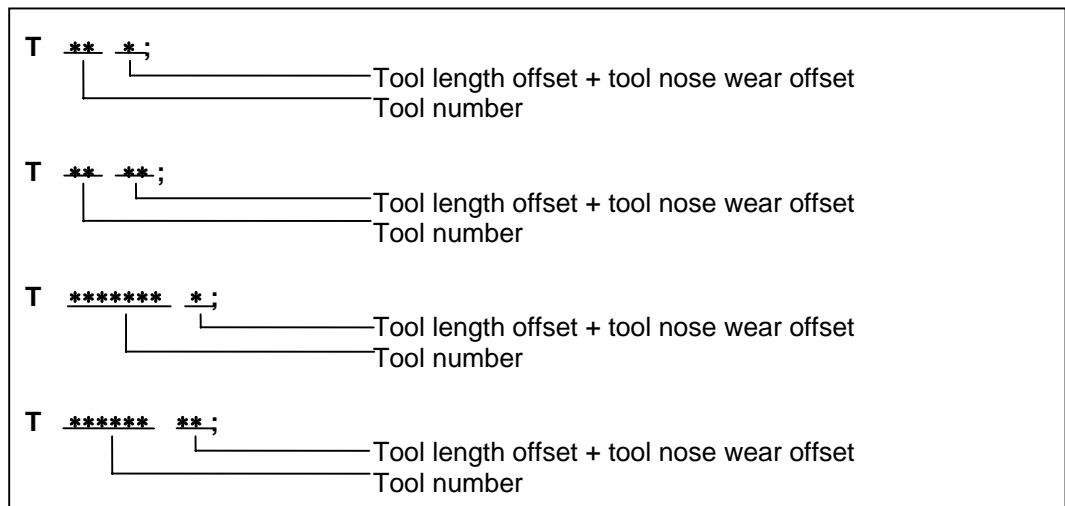 T ** *;
Tool length offset + tool nose wear offset
Tool number
T ** **;
Tool length offset + tool nose wear offset
Tool number
T ******* *;
Tool length offset + tool nose wear offset
Tool number
T ****** **;
Tool length offset + tool nose wear offset
Tool number